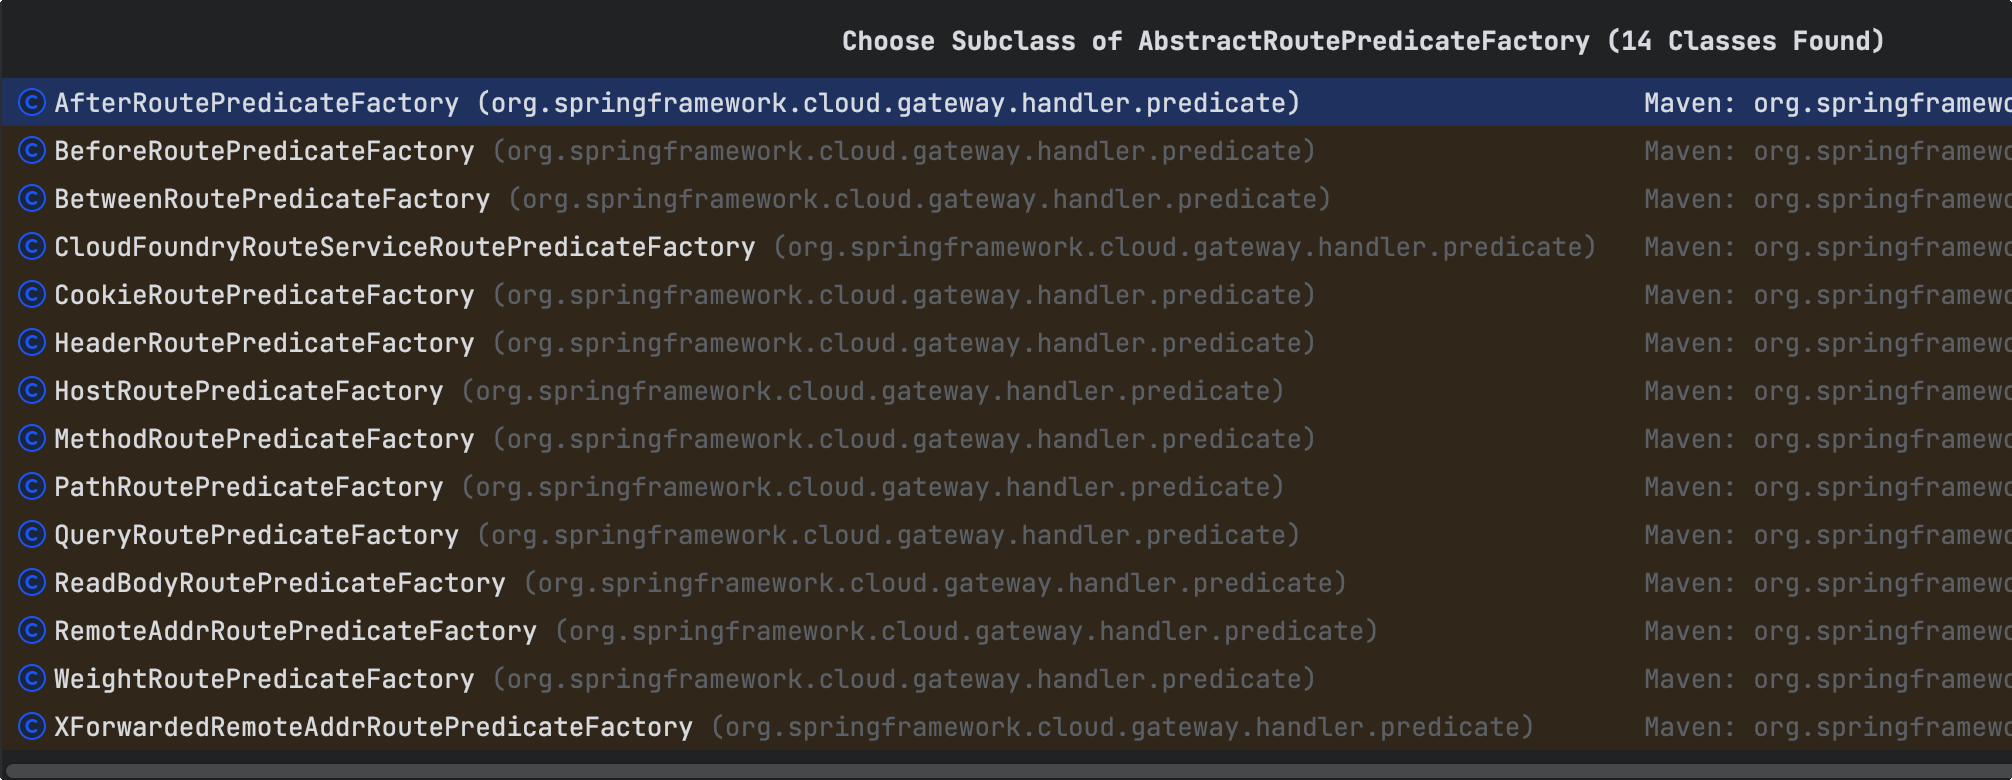 Choose Subclass of AbstractRoutePredicateFactory (14 Classes Found)
C AfterRoutePredicateFactory (org.springframework.cloud.gateway.handler.predicate) Maven: org.springframewo
C BeforeRoutePredicateFactory (org.springframework.cloud.gateway.handler.predicate) Maven: org.springframewo
C BetweenRoutePredicateFactory (org.springframework.cloud.gateway.handler.predicate) Maven: org.springframewo
C CloudFoundryRouteServiceRoutePredicateFactory (org.springframework.cloud.gateway.handler.predicate) Maven: org.springframewo
C CookieRoutePredicateFactory (org.springframework.cloud.gateway.handler.predicate) Maven: org.springframewo
C HeaderRoutePredicateFactory (org.springframework.cloud.gateway.handler.predicate) Maven: org.springframewo
C HostRoutePredicateFactory (org.springframework.cloud.gateway.handler.predicate) Maven: org.springframewo
C MethodRoutePredicateFactory (org.springframework.cloud.gateway.handler.predicate) Maven: org.springframewo
C PathRoutePredicateFactory (org.springframework.cloud.gateway.handler.predicate) Maven: org.springframewo
C QueryRoutePredicateFactory (org.springframework.cloud.gateway.handler.predicate) Maven: org.springframewo
C ReadBodyRoutePredicateFactory (org.springframework.cloud.gateway.handler.predicate) Maven: org.springframewo
C RemoteAddrRoutePredicateFactory (org.springframework.cloud.gateway.handler.predicate) Maven: org.springframewo
C WeightRoutePredicateFactory (org.springframework.cloud.gateway.handler.predicate) Maven: org.springframewo
C XForwardedRemoteAddrRoutePredicateFactory (org.springframework.cloud.gateway.handler.predicate) Maven: org.springframewo